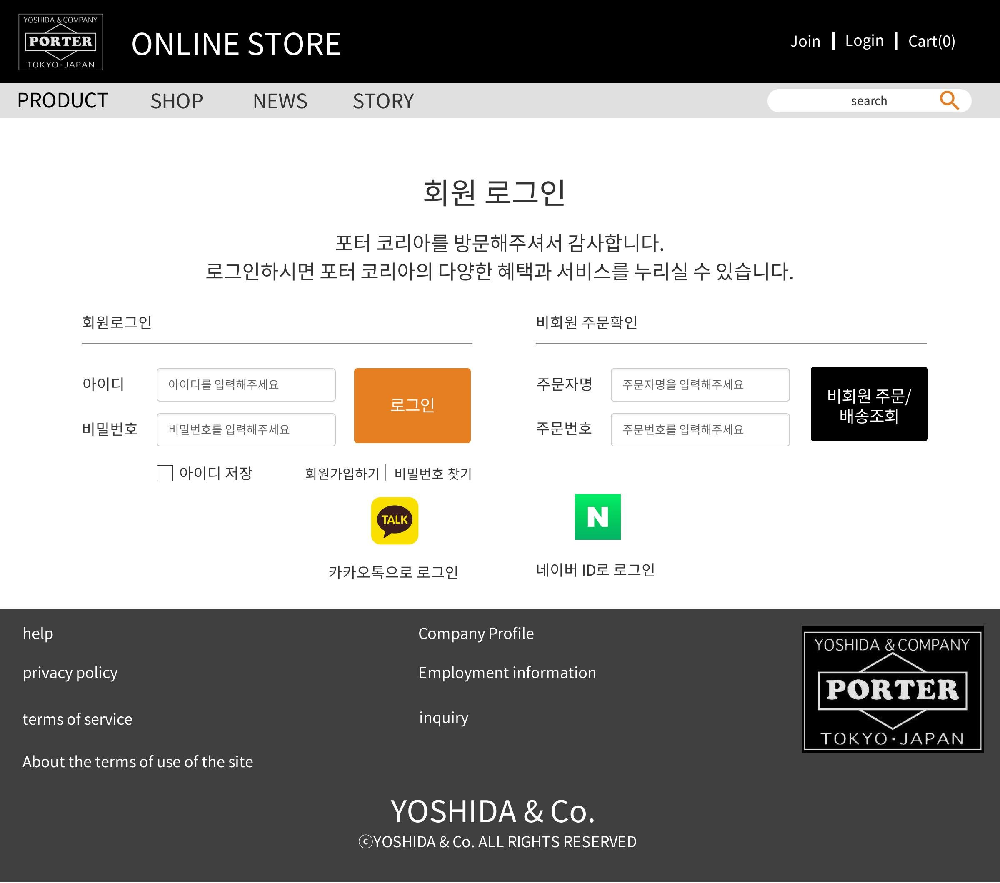 YOSHIDA & COMPANY
PORTER
TOKYO・JAPAN
ONLINE STORE
Join
Login
Cart(0)
PRODUCT
SHOP
NEWS
STORY
search
회원 로그인
포터 코리아를 방문해주셔서 감사합니다.
로그인하시면 포터 코리아의 다양한 혜택과 서비스를 누리실 수 있습니다.
회원로그인
아이디
아이디를 입력해주세요
비밀번호
비밀번호를 입력해주세요
로그인
아이디 저장
회원가입하기
비밀번호 찾기
비회원 주문확인
주문자명
주문자명을 입력해주세요
주문번호
주문번호를 입력해주세요
비회원 주문/
배송조회
TALK
카카오톡으로 로그인
N
네이버 ID로 로그인
help
privacy policy
terms of service
About the terms of use of the site
Company Profile
Employment information
inquiry
YOSHIDA & COMPANY
PORTER
TOKYO・JAPAN
YOSHIDA & Co.
ⓒYOSHIDA & Co. ALL RIGHTS RESERVED